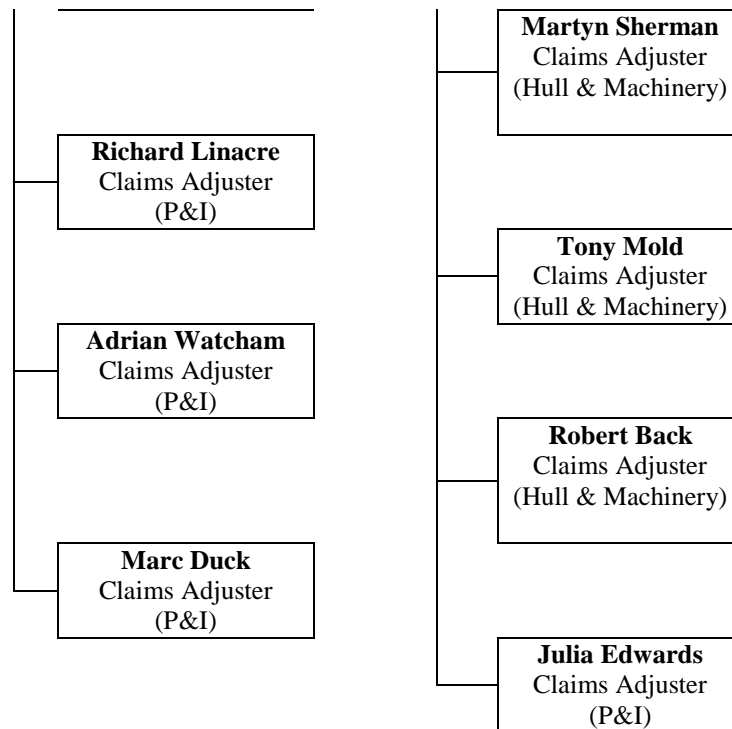 Richard Linacre
Claims Adjuster
(P&I)
Adrian Watcham
Claims Adjuster
(P&I)
Marc Duck
Claims Adjuster
(P&I)
Martyn Sherman
Claims Adjuster
(Hull & Machinery)
Tony Mold
Claims Adjuster
(Hull & Machinery)
Robert Back
Claims Adjuster
(Hull & Machinery)
Julia Edwards
Claims Adjuster
(P&I)